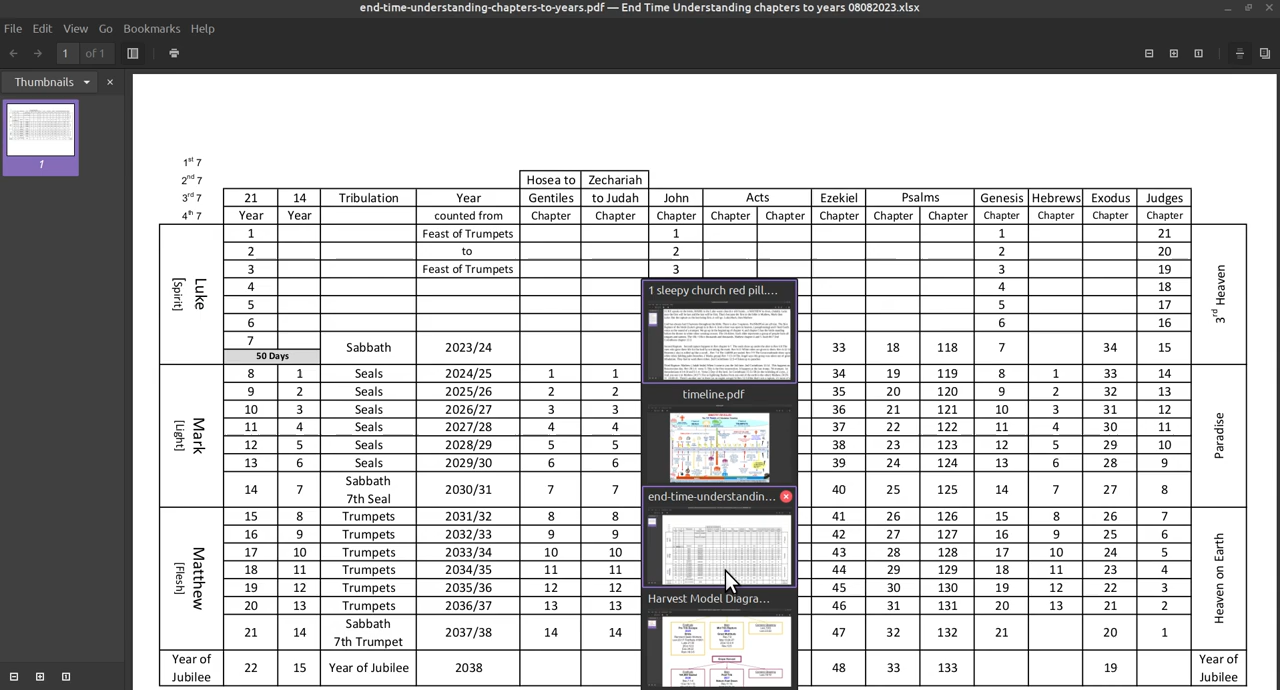 end-time-understanding-chapters-to-years.pdf — End Time Understanding chapters to years 08082023.xlsx
File Edit View Go Bookmarks Help
1 of 1
Thumbnails
1
1st 7
2nd 7 Hosea to Zechariah
3rd 7 21 14 Tribulation Year Gentiles to Judah John Acts Ezekiel Psalms Genesis Hebrews Exodus Judges
4th 7 Year Year counted from Chapter Chapter Chapter Chapter Chapter Chapter Chapter Chapter Chapter Chapter Chapter Chapter
1 Feast of Trumpets 1 1 21
2 to 2 2 20
3 Feast of Trumpets 3 3 19
4 4 18
5 5 17
6 6 16
7 Sabbath 2023/24 33 18 118 7 34 15
50 Days
8 1 Seals 2024/25 1 1 34 19 119 8 1 33 14
9 2 Seals 2025/26 2 2 35 20 120 9 2 32 13
10 3 Seals 2026/27 3 3 36 21 121 10 3 31 12
11 4 Seals 2027/28 4 4 37 22 122 11 4 30 11
12 5 Seals 2028/29 5 5 38 23 123 12 5 29 10
13 6 Seals 2029/30 6 6 39 24 124 13 6 28 9
14 7 Sabbath 7th Seal 2030/31 7 7 40 25 125 14 7 27 8
15 8 Trumpets 2031/32 8 8 41 26 126 15 8 26 7
16 9 Trumpets 2032/33 9 9 42 27 127 16 9 25 6
17 10 Trumpets 2033/34 10 10 43 28 128 17 10 24 5
18 11 Trumpets 2034/35 11 11 44 29 129 18 11 23 4
19 12 Trumpets 2035/36 12 12 45 30 130 19 12 22 3
20 13 Trumpets 2036/37 13 13 46 31 131 20 13 21 2
21 14 Sabbath 7th Trumpet 2037/38 14 14 47 32 132 21 20 1
Year of Jubilee 22 15 Year of Jubilee 2038 48 33 133 19 Year of Jubilee
Luke
[Spirit]
Mark
[Light]
Matthew
[Flesh]
3rd Heaven
Paradise
Heaven on Earth
1 sleepy church red pill....
timeline.pdf
end-time-understandin...
Harvest Model Diagra...